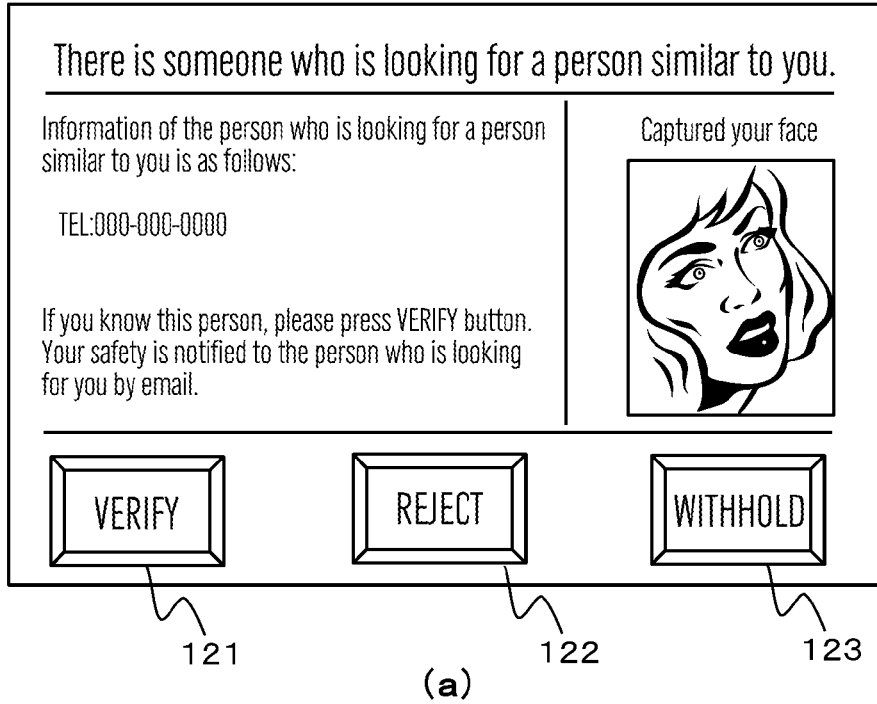 There is someone who is looking for a person similar to you.
Information of the person who is looking for a person
similar to you is as follows:
TEL:000-000-0000
If you know this person, please press VERIFY button.
Your safety is notified to the person who is looking
for you by email.
Captured your face
VERIFY
REJECT
WITHHOLD
121
122
123
(a)